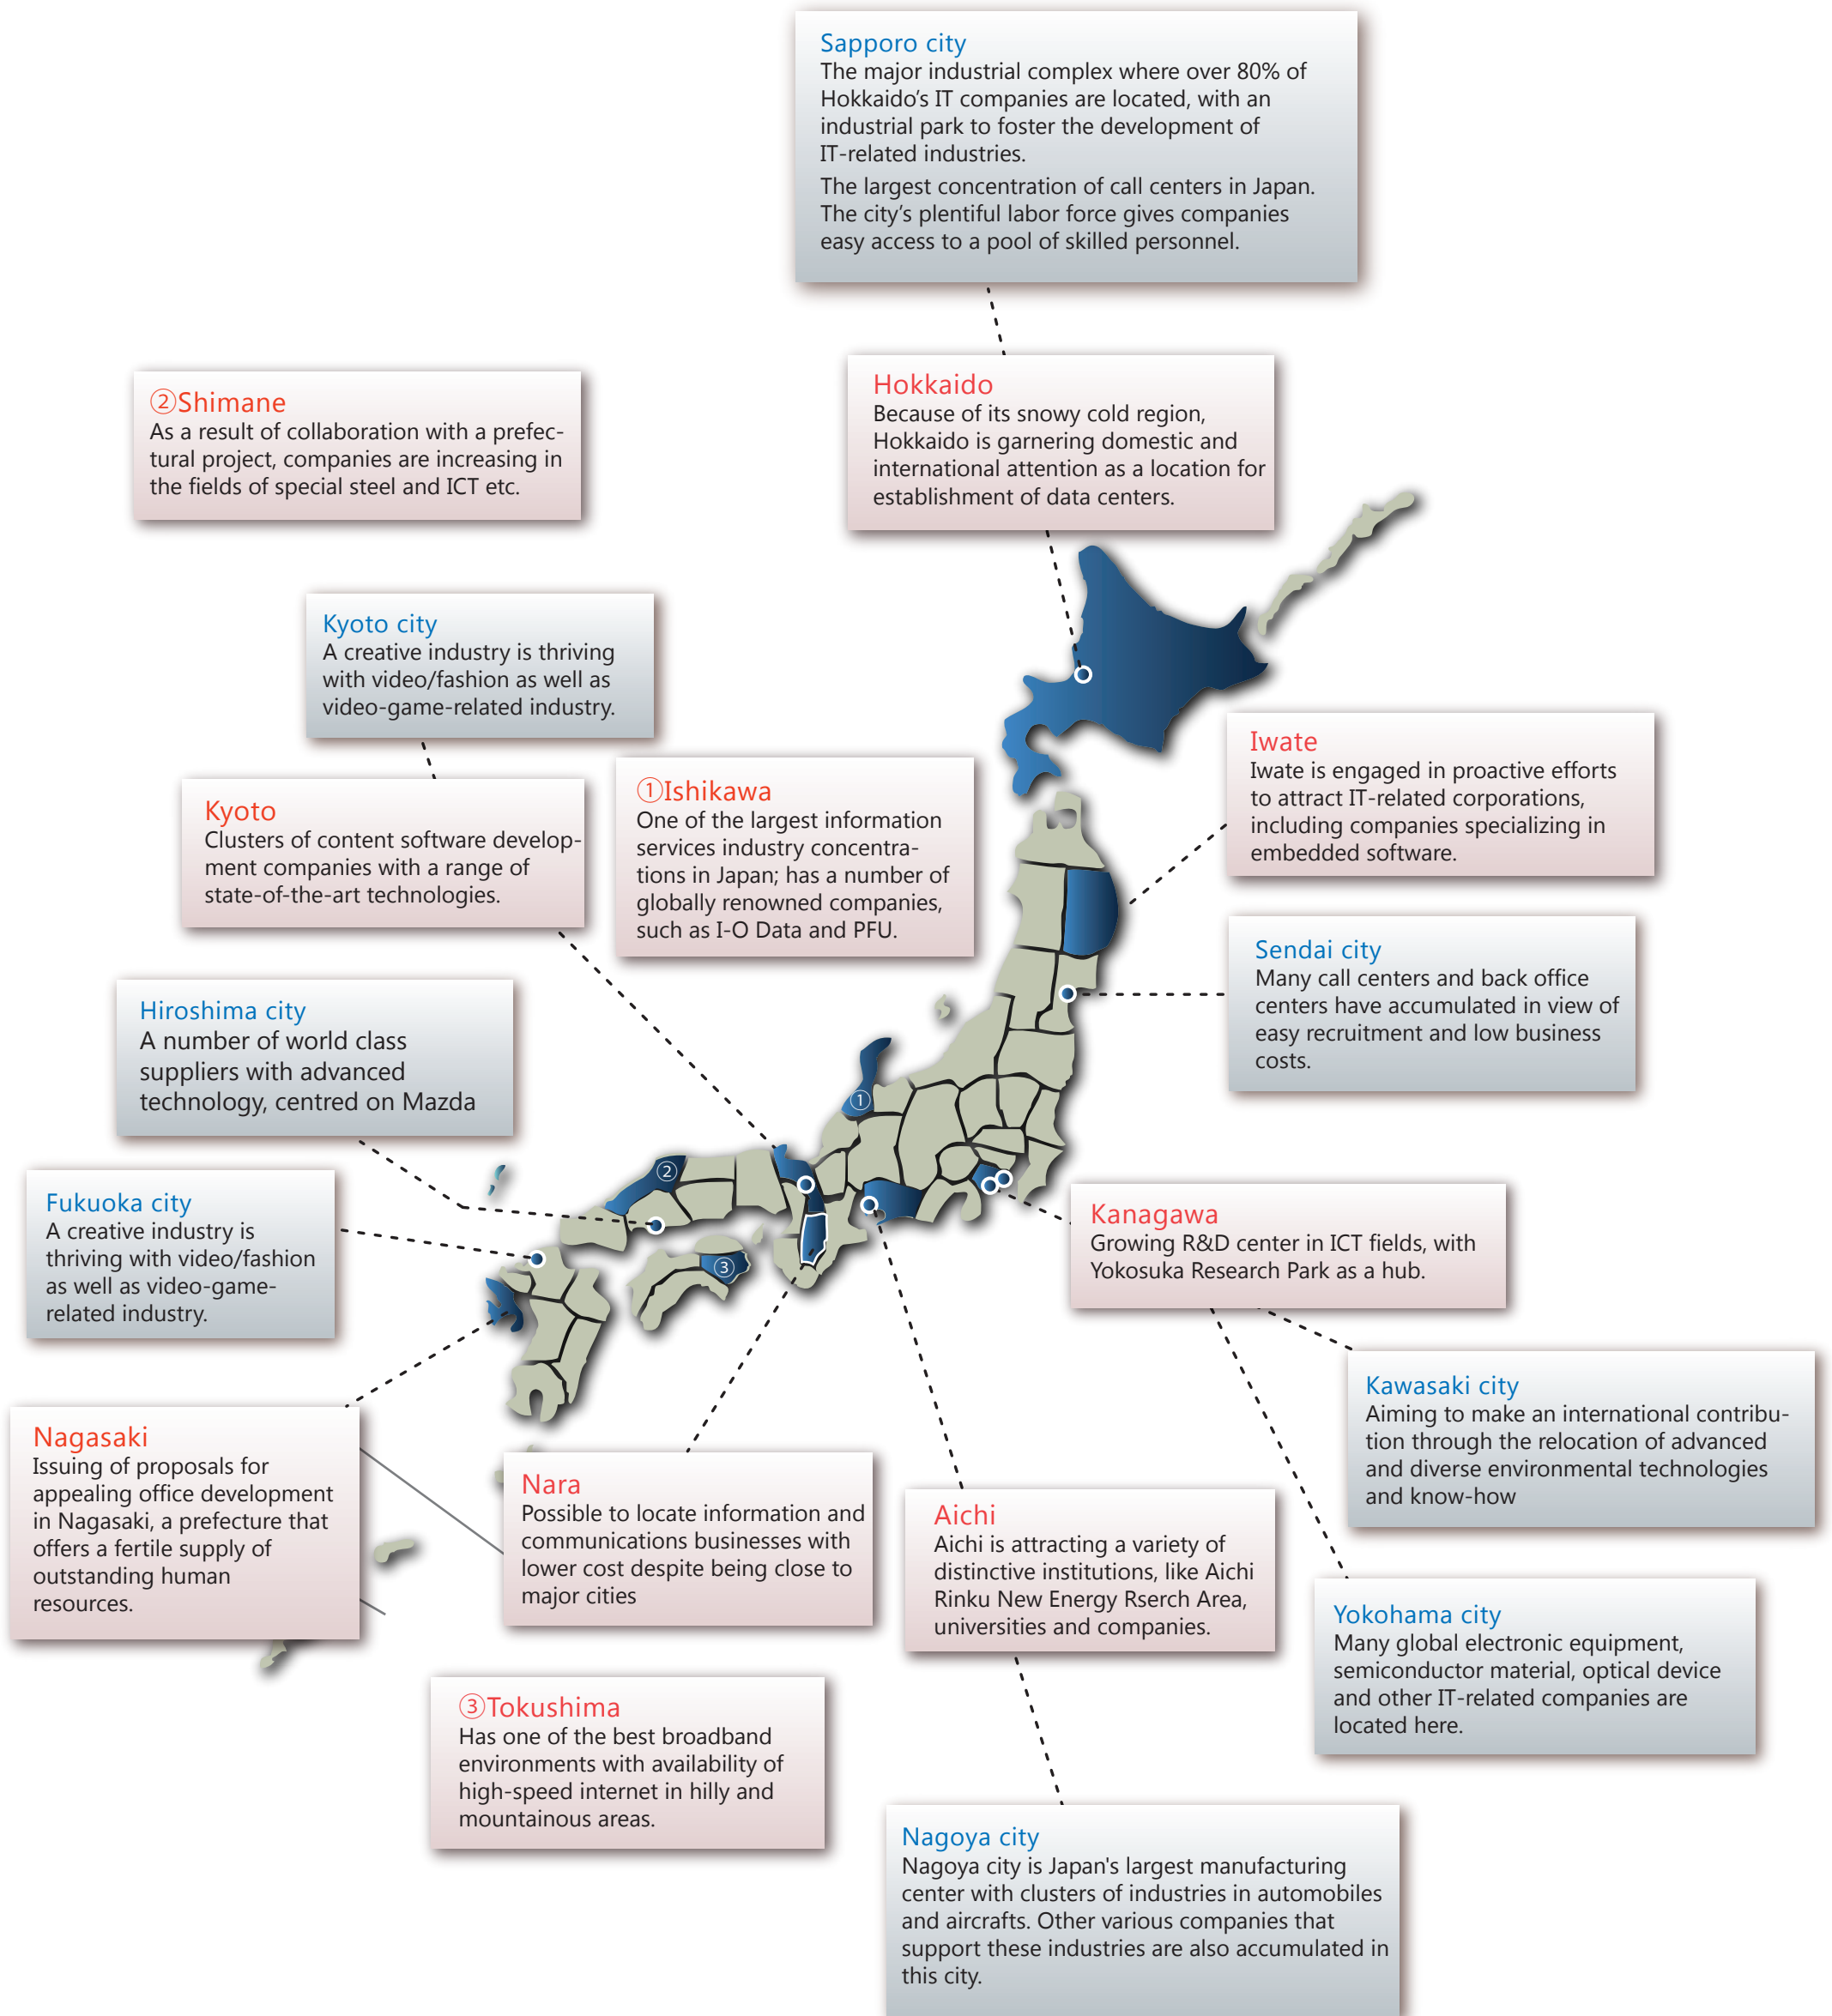 Sapporo city
The major industrial complex where over 80% of
Hokkaido's IT companies are located, with an
industrial park to foster the development of
IT-related industries.
The largest concentration of call centers in Japan.
The city's plentiful labor force gives companies
easy access to a pool of skilled personnel.
②Shimane
As a result of collaboration with a prefec-
tural project, companies are increasing in
the fields of special steel and ICT etc.
Hokkaido
Because of its snowy cold region,
Hokkaido is garnering domestic and
international attention as a location for
establishment of data centers.
Kyoto city
A creative industry is thriving
with video/fashion as well as
video-game-related industry.
Kyoto
Clusters of content software develop-
ment companies with a range of
state-of-the-art technologies.
①Ishikawa
One of the largest information
services industry concentra-
tions in Japan; has a number of
globally renowned companies,
such as I-O Data and PFU.
Iwate
Iwate is engaged in proactive efforts
to attract IT-related corporations,
including companies specializing in
embedded software.
Sendai city
Many call centers and back office
centers have accumulated in view of
easy recruitment and low business
costs.
Hiroshima city
A number of world class
suppliers with advanced
technology, centred on Mazda
①
②
③
Fukuoka city
A creative industry is
thriving with video/fashion
as well as video-game-
related industry.
Kanagawa
Growing R&D center in ICT fields, with
Yokosuka Research Park as a hub.
Kawasaki city
Aiming to make an international contribu-
tion through the relocation of advanced
and diverse environmental technologies
and know-how
Nagasaki
Issuing of proposals for
appealing office development
in Nagasaki, a prefecture that
offers a fertile supply of
outstanding human
resources.
Nara
Possible to locate information and
communications businesses with
lower cost despite being close to
major cities
Aichi
Aichi is attracting a variety of
distinctive institutions, like Aichi
Rinku New Energy Rserch Area,
universities and companies.
Yokohama city
Many global electronic equipment,
semiconductor material, optical device
and other IT-related companies are
located here.
③Tokushima
Has one of the best broadband
environments with availability of
high-speed internet in hilly and
mountainous areas.
Nagoya city
Nagoya city is Japan's largest manufacturing
center with clusters of industries in automobiles
and aircrafts. Other various companies that
support these industries are also accumulated in
this city.